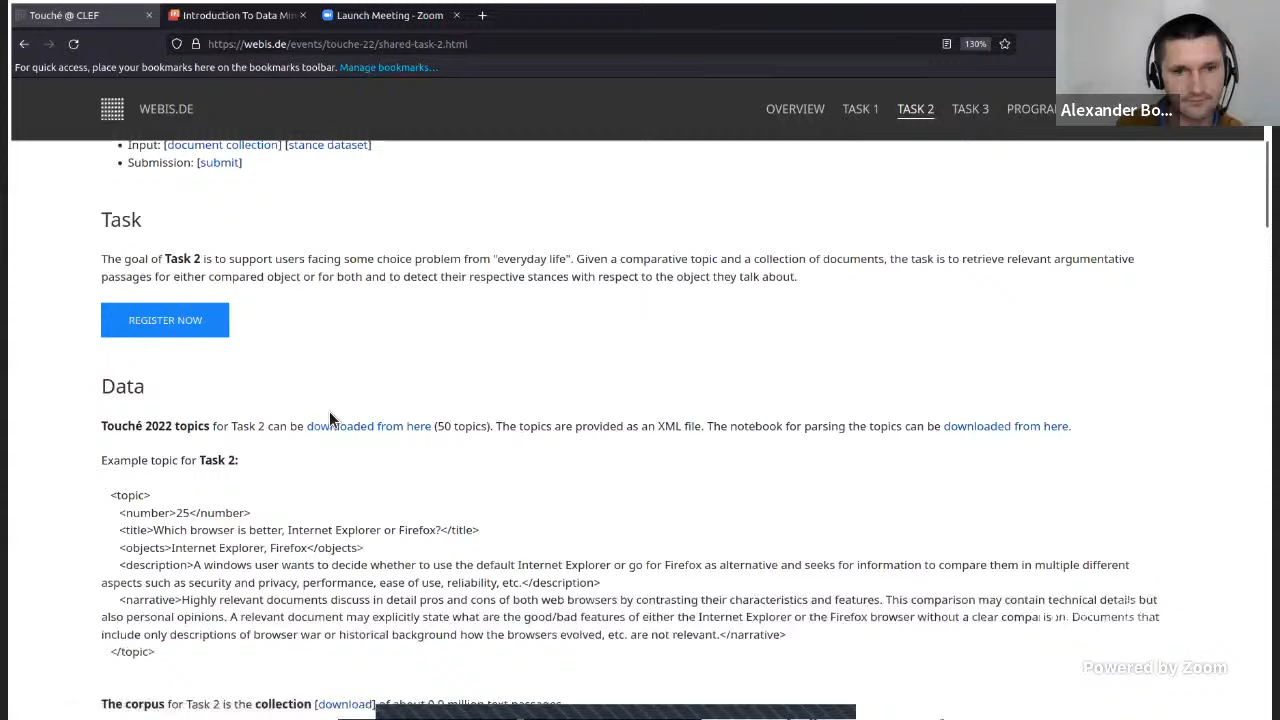 Touché @ CLEF
Introduction To Data Min
Launch Meeting - Zoom
https://webis.de/events/touche-22/shared-task-2.html
130%
For quick access, place your bookmarks here on the bookmarks toolbar. Manage bookmarks…
WEBIS.DE
OVERVIEW TASK 1 TASK 2 TASK 3 PROGRA
Alexander Bo...
• Input: [document collection] [stance dataset]
• Submission: [submit]
Task
The goal of Task 2 is to support users facing some choice problem from "everyday life". Given a comparative topic and a collection of documents, the task is to retrieve relevant argumentative
passages for either compared object or for both and to detect their respective stances with respect to the object they talk about.
REGISTER NOW
Data
Touché 2022 topics for Task 2 can be downloaded from here (50 topics). The topics are provided as an XML file. The notebook for parsing the topics can be downloaded from here.
Example topic for Task 2:
<topic>
<number>25</number>
<title>Which browser is better, Internet Explorer or Firefox?</title>
<objects>Internet Explorer, Firefox</objects>
<description>A windows user wants to decide whether to use the default Internet Explorer or go for Firefox as alternative and seeks for information to compare them in multiple different
aspects such as security and privacy, performance, ease of use, reliability, etc.</description>
<narrative>Highly relevant documents discuss in detail pros and cons of both web browsers by contrasting their characteristics and features. This comparison may contain technical details but
also personal opinions. A relevant document may explicitly state what are the good/bad features of either the Internet Explorer or the Firefox browser without a clear comparison. Documents that
include only descriptions of browser war or historical background how the browsers evolved, etc. are not relevant.</narrative>
</topic>
Powered by Zoom
The corpus for Task 2 is the collection [download] of about 0.9 million text passages.